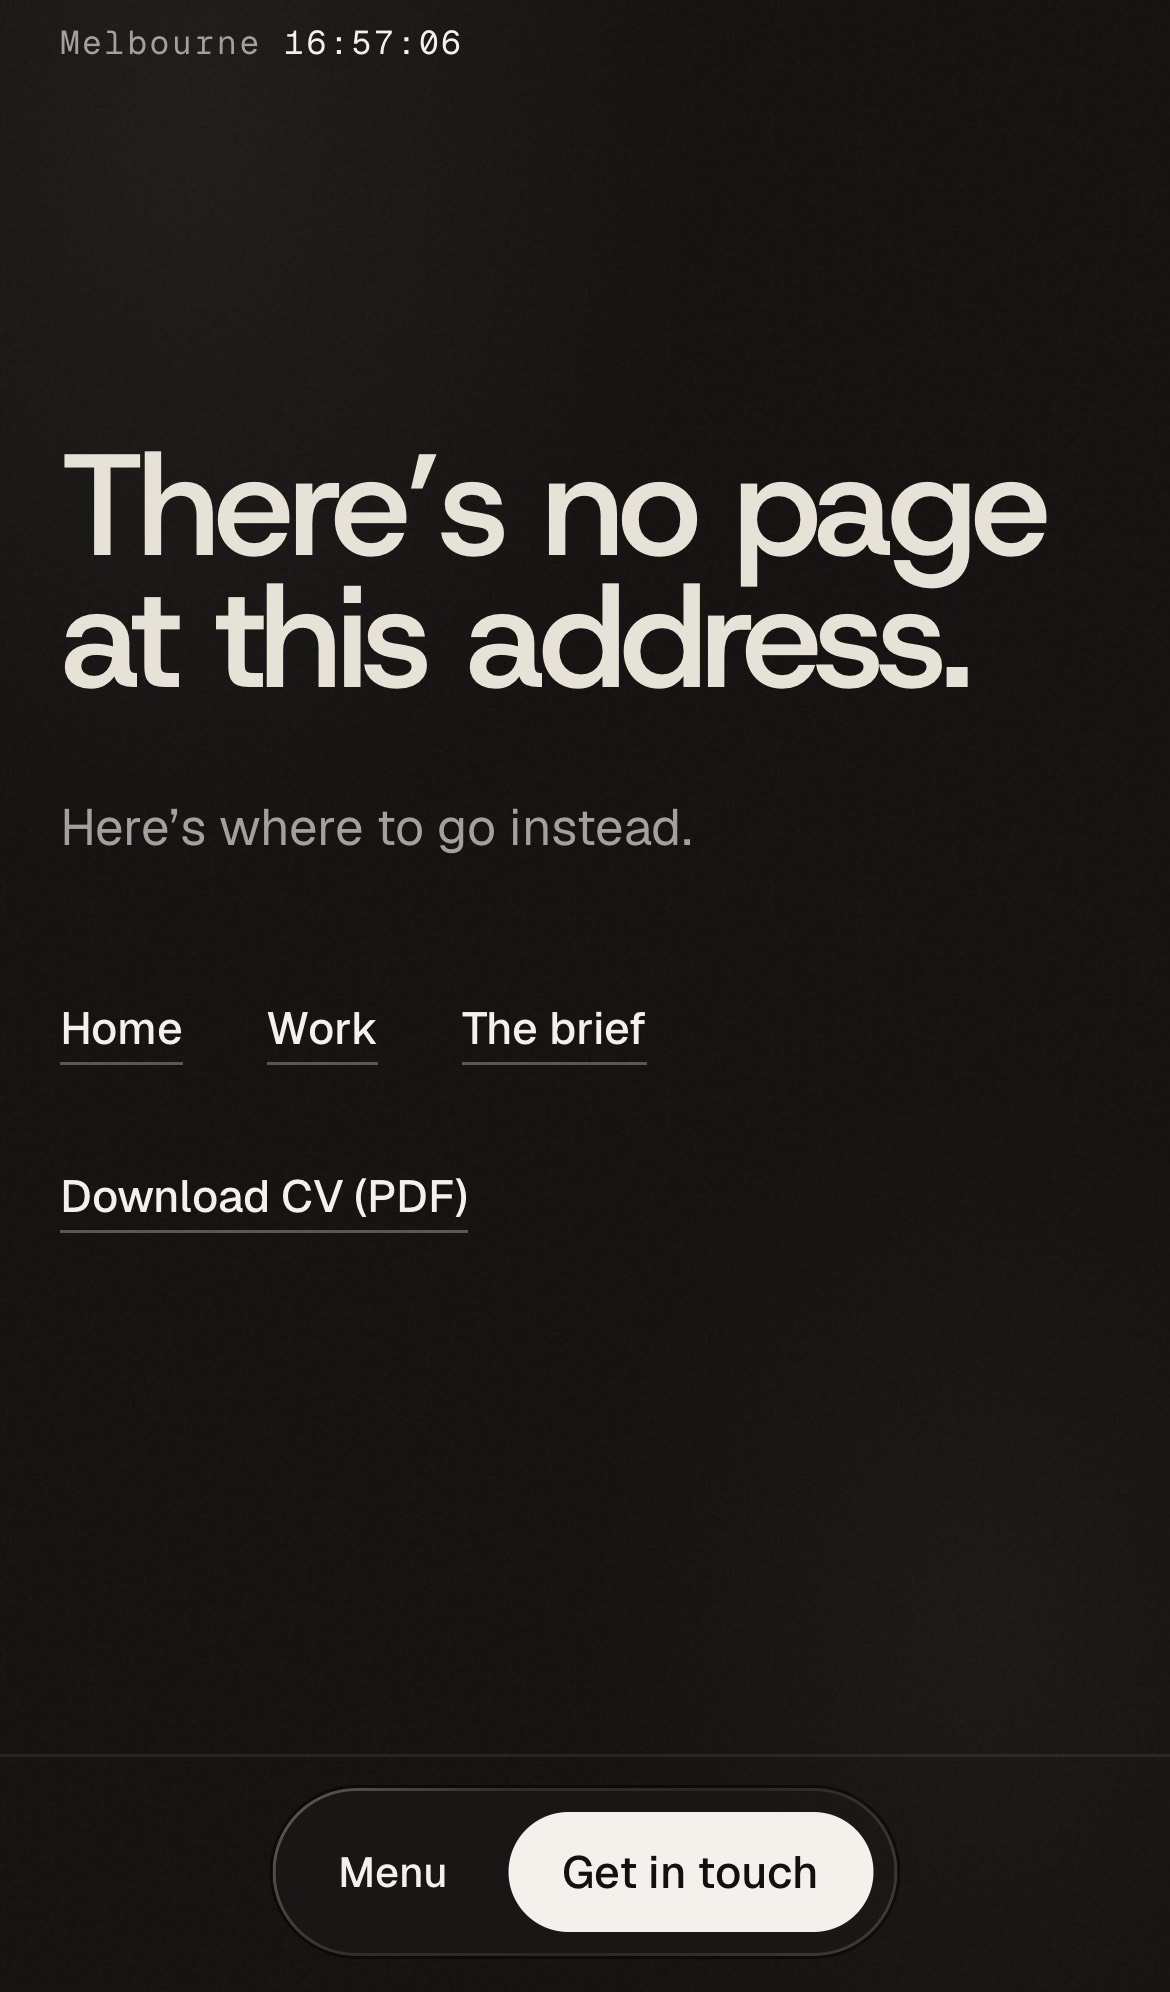 Melbourne 16:57:06
There’s no page
at this address.
Here’s where to go instead.
Home Work The brief
Download CV (PDF)
Menu Get in touch